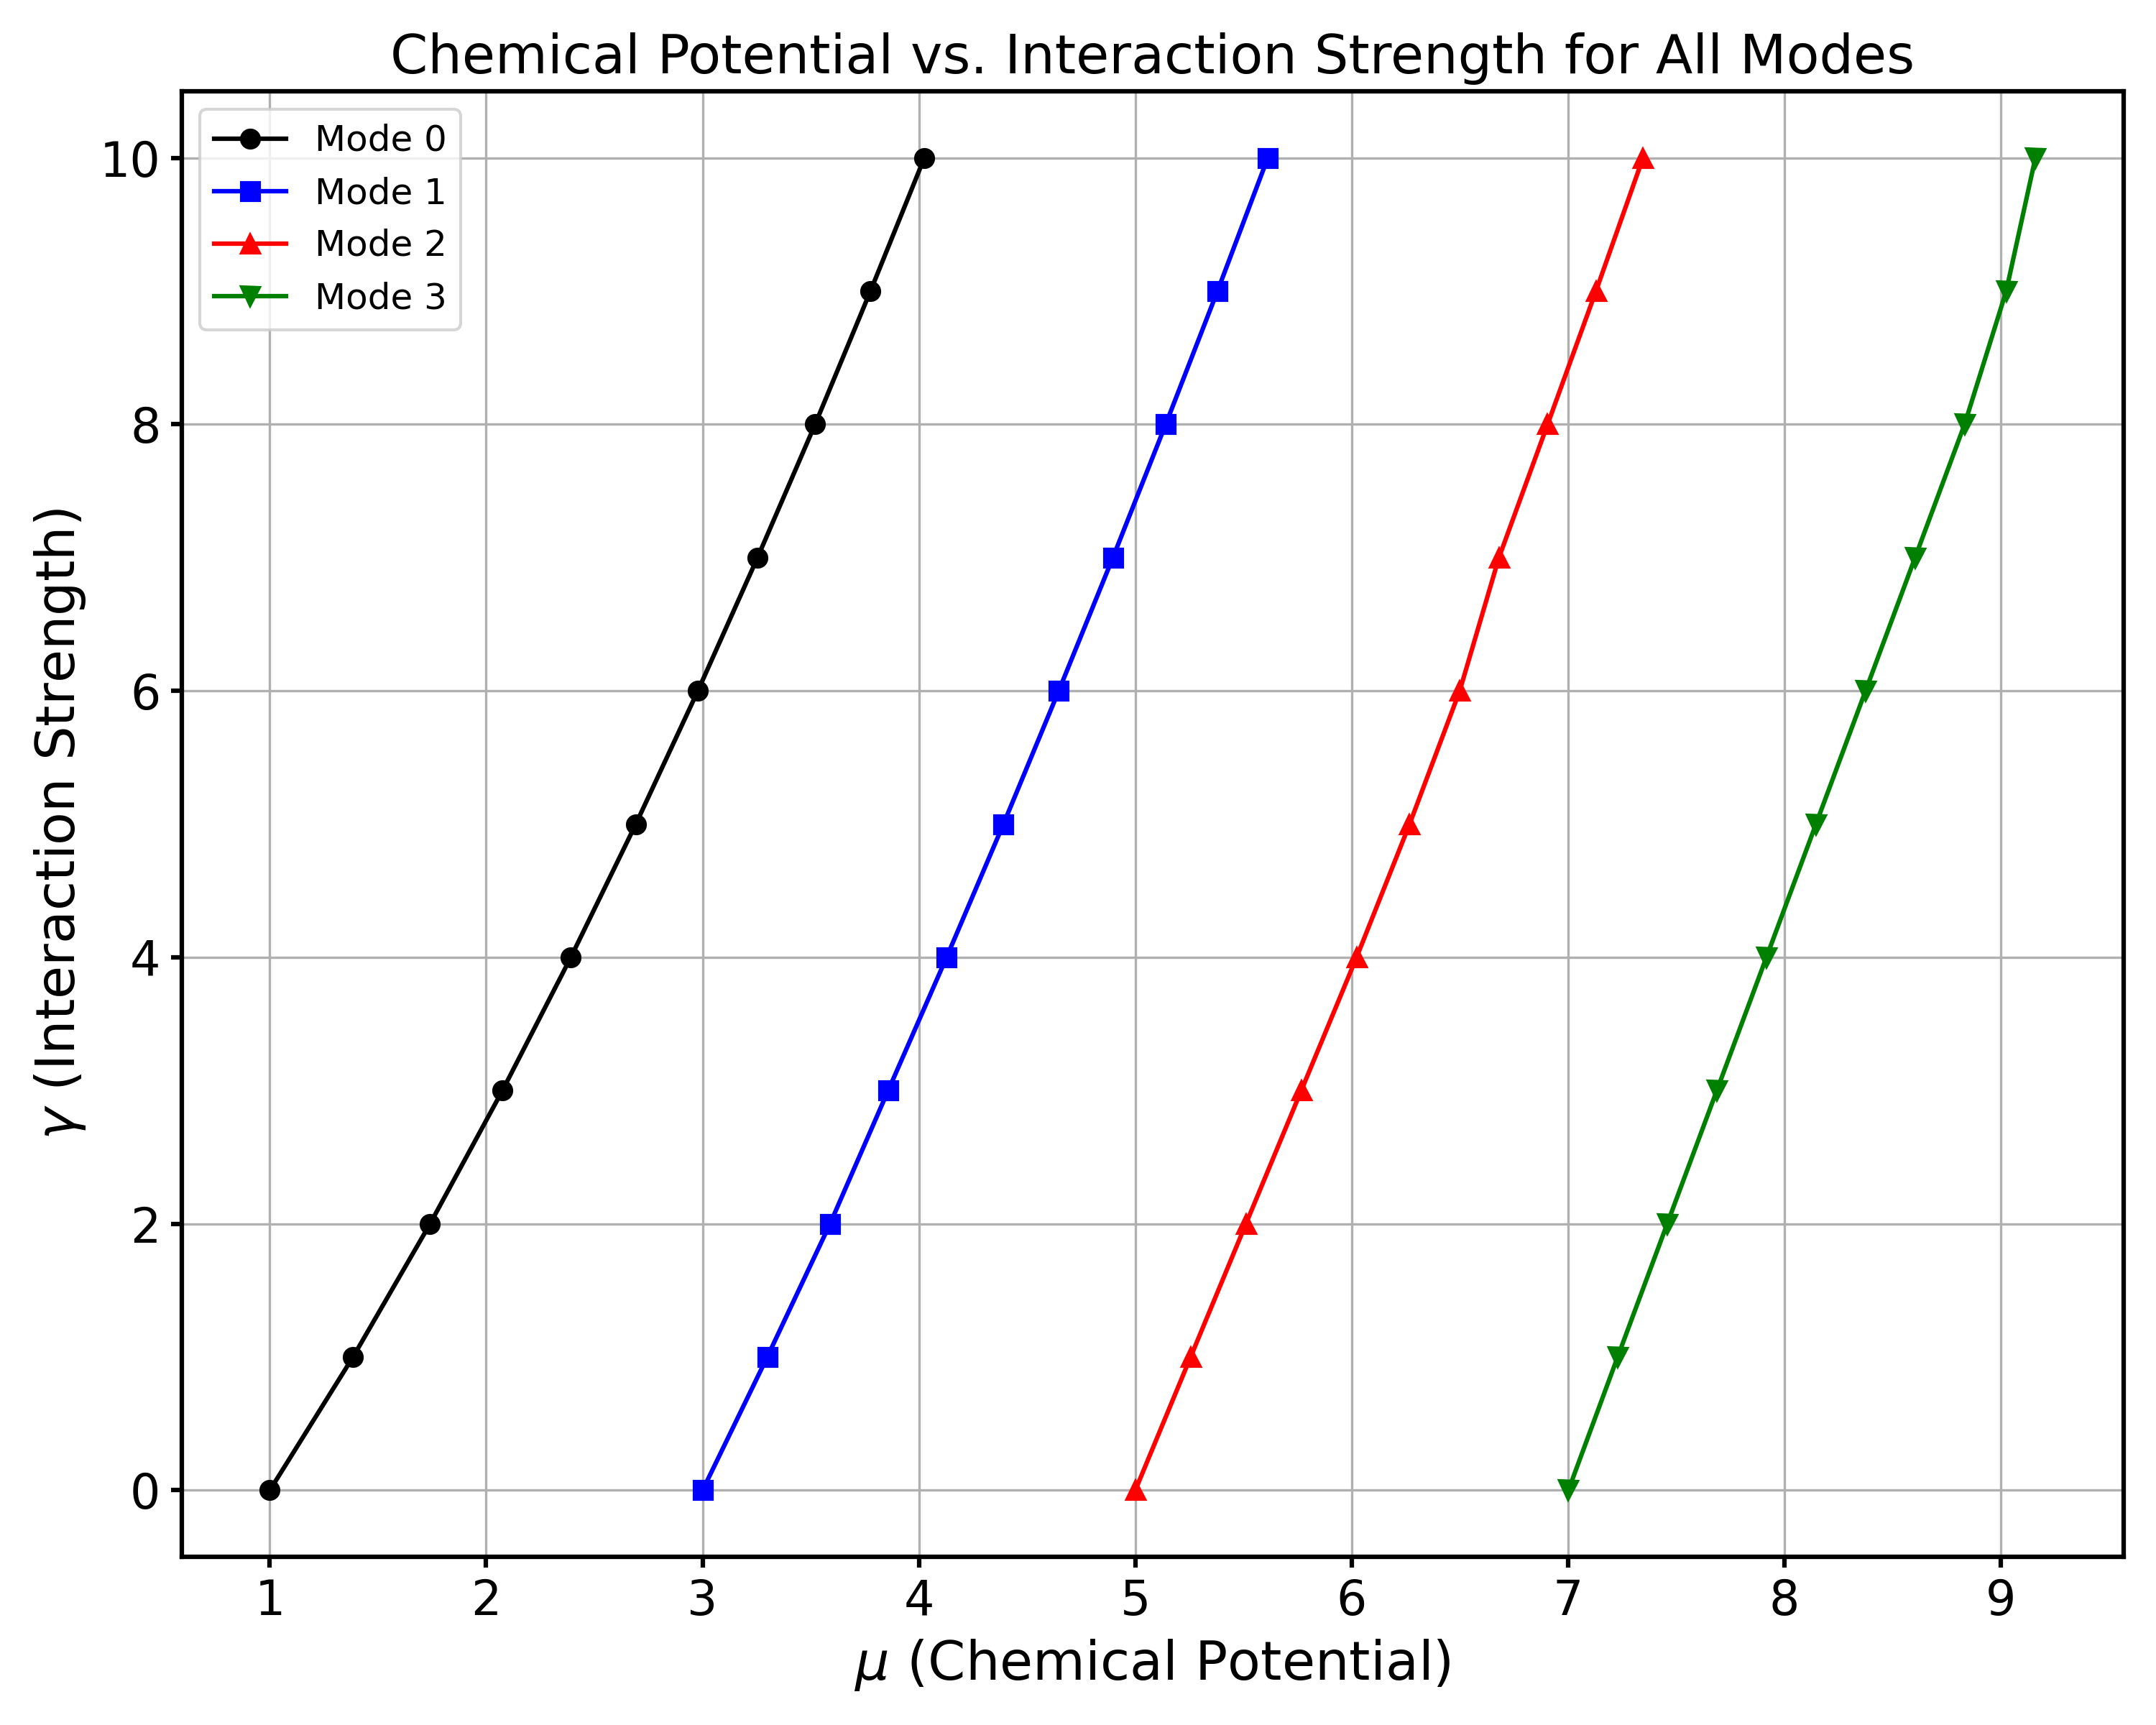 Chemical Potential vs. Interaction Strength for All Modes
Mode 0
Mode 1
Mode 2
Mode 3
10
8
6
4
2
0
γ (Interaction Strength)
1 2 3 4 5 6 7 8 9
μ (Chemical Potential)